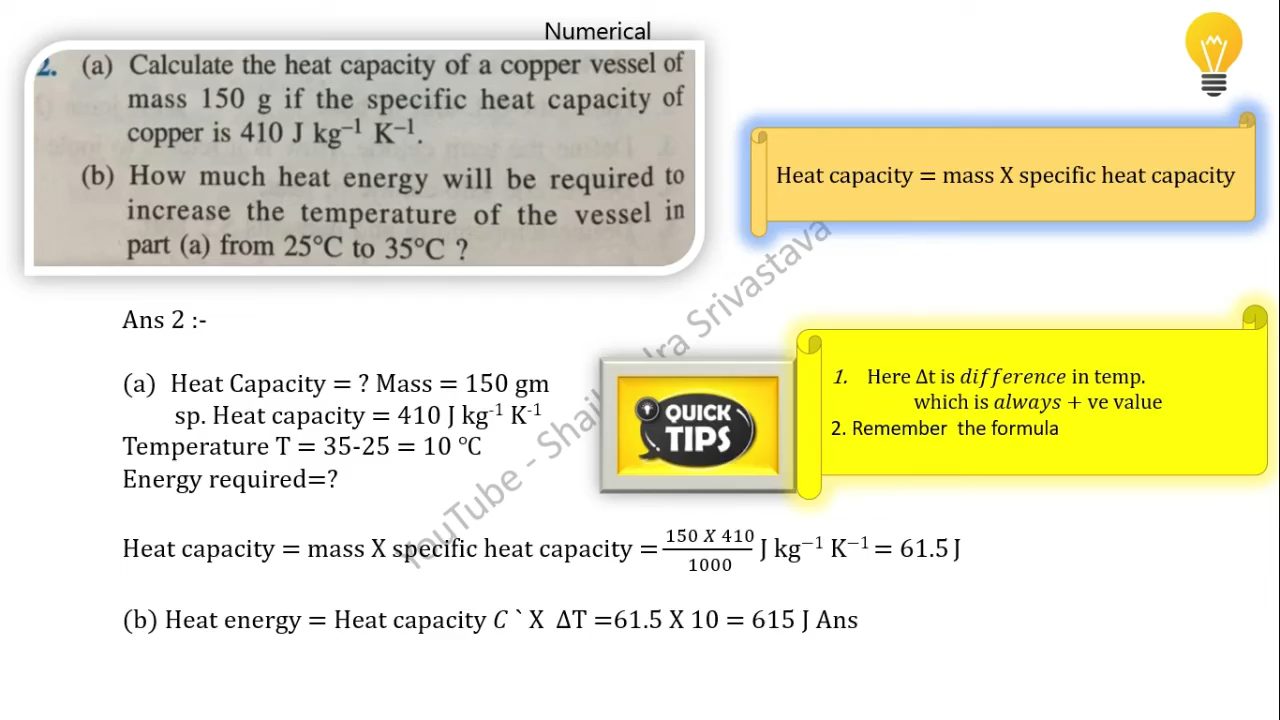 Numerical
2. (a) Calculate the heat capacity of a copper vessel of
mass 150 g if the specific heat capacity of
copper is 410 J kg⁻¹ K⁻¹.
(b) How much heat energy will be required to
increase the temperature of the vessel in
part (a) from 25°C to 35°C ?
Heat capacity = mass X specific heat capacity
Ans 2 :-
(a) Heat Capacity = ? Mass = 150 gm
sp. Heat capacity = 410 J kg⁻¹ K⁻¹
Temperature T = 35-25 = 10 °C
Energy required=?
QUICK
TIPS
1. Here Δt is difference in temp.
which is always + ve value
2. Remember the formula
Heat capacity = mass X specific heat capacity = 150 X 410 / 1000 J kg⁻¹ K⁻¹ = 61.5 J
(b) Heat energy = Heat capacity C ` X ΔT =61.5 X 10 = 615 J Ans
YouTube - Srivastava